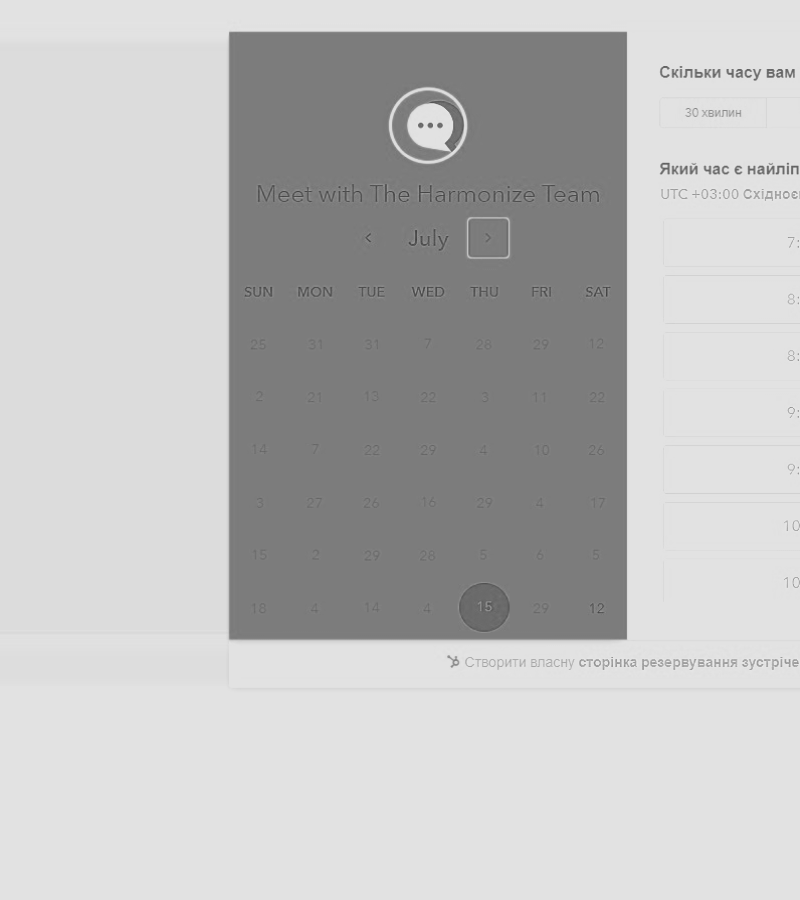 Meet with The Harmonize Team
July
SUN MON TUE WED THU FRI SAT
25 31 31 7 28 29 12
2 21 13 22 3 11 22
14 7 22 29 4 10 26
3 27 26 16 29 4 17
15 2 29 28 5 6 5
18 4 14 4 15 29 12
Скільки часу вам
30 хвилин
Який час є найліп
UTC +03:00 Східноє
7:
8:
8:
9:
9:
10
10
Створити власну сторінка резервування зустріче